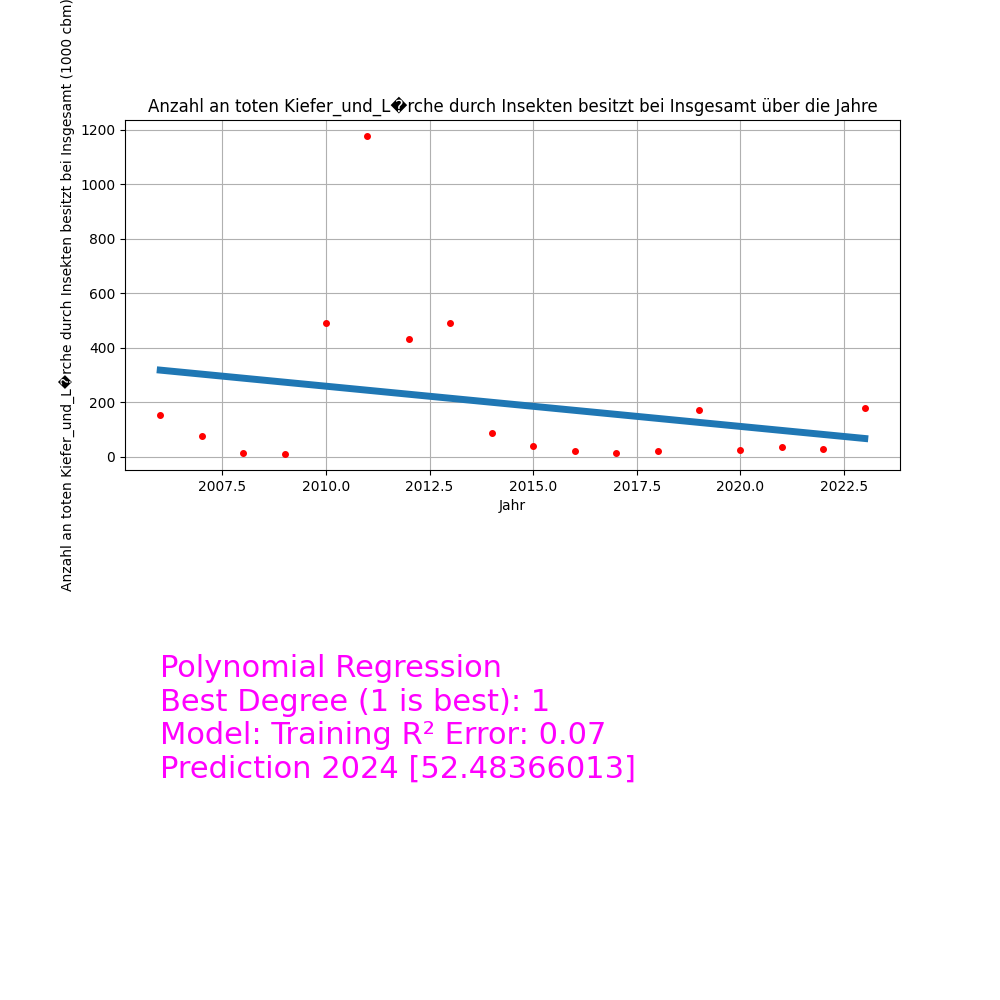 Anzahl an toten Kiefer_und_L�rche durch Insekten besitzt bei Insgesamt über die Jahre
Anzahl an toten Kiefer_und_L�rche durch Insekten besitzt bei Insgesamt (1000 cbm)
1200
1000
800
600
400
200
0
2007.5 2010.0 2012.5 2015.0 2017.5 2020.0 2022.5
Jahr
Polynomial Regression
Best Degree (1 is best): 1
Model: Training R² Error: 0.07
Prediction 2024 [52.48366013]